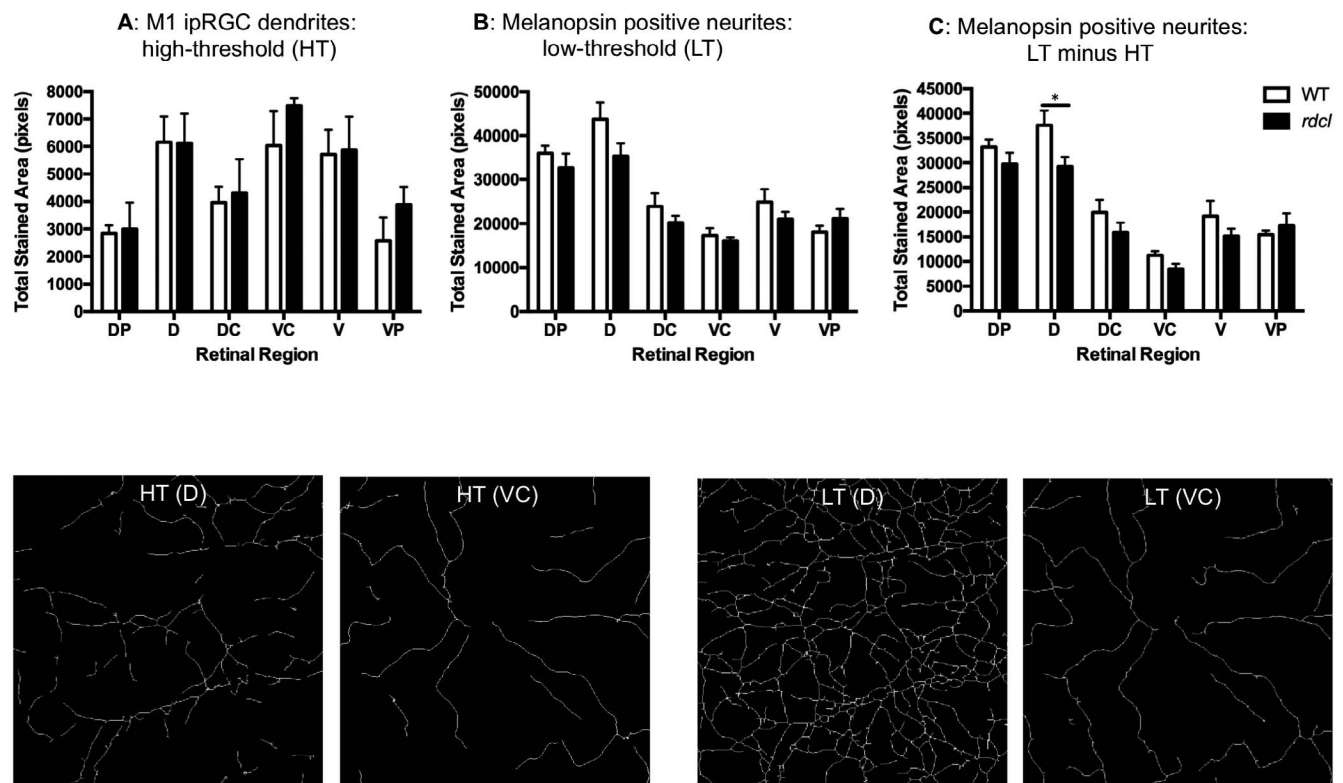 A: M1 ipRGC dendrites:
high-threshold (HT)
Total Stained Area (pixels)
8000
7000
6000
5000
4000
3000
2000
1000
0
DP D DC VC V VP
Retinal Region
B: Melanopsin positive neurites:
low-threshold (LT)
Total Stained Area (pixels)
50000
40000
30000
20000
10000
0
DP D DC VC V VP
Retinal Region
C: Melanopsin positive neurites:
LT minus HT
Total Stained Area (pixels)
45000
40000
35000
30000
25000
20000
15000
10000
5000
0
*
DP D DC VC V VP
Retinal Region
WT
rdcl
HT (D)
HT (VC)
LT (D)
LT (VC)